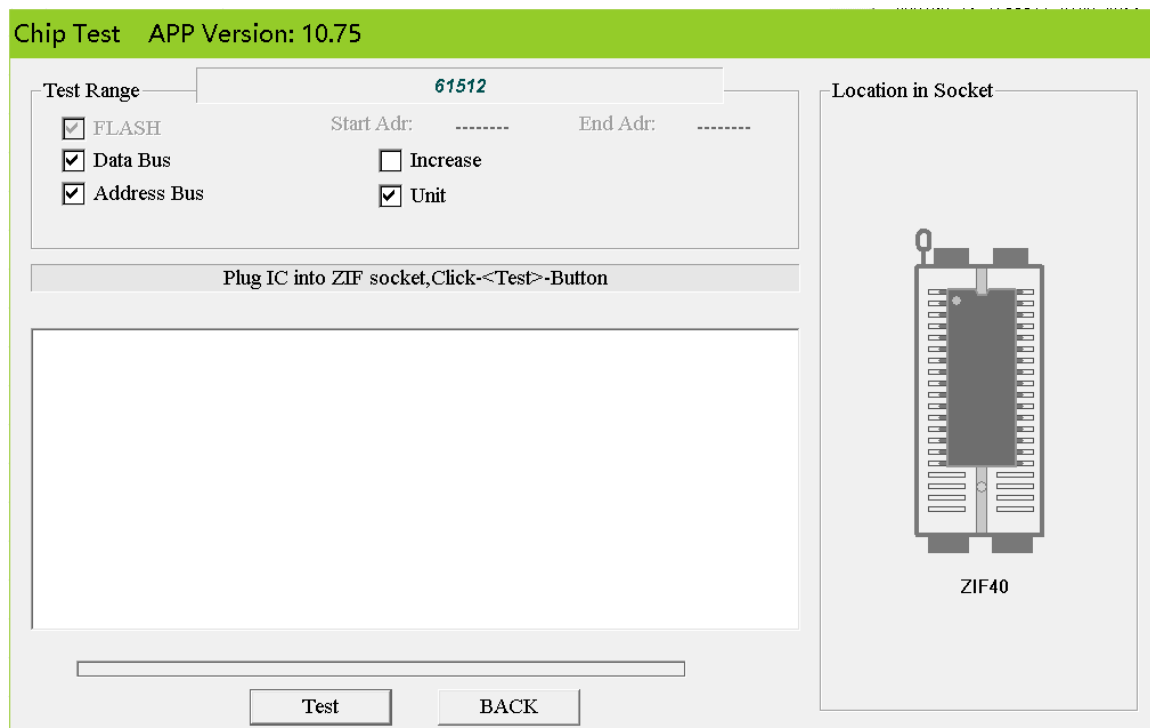 Chip Test APP Version: 10.75
Test Range
61512
FLASH Start Adr: -------- End Adr: --------
Data Bus Increase
Address Bus Unit
Plug IC into ZIF socket,Click-<Test>-Button
Test BACK
Location in Socket
ZIF40